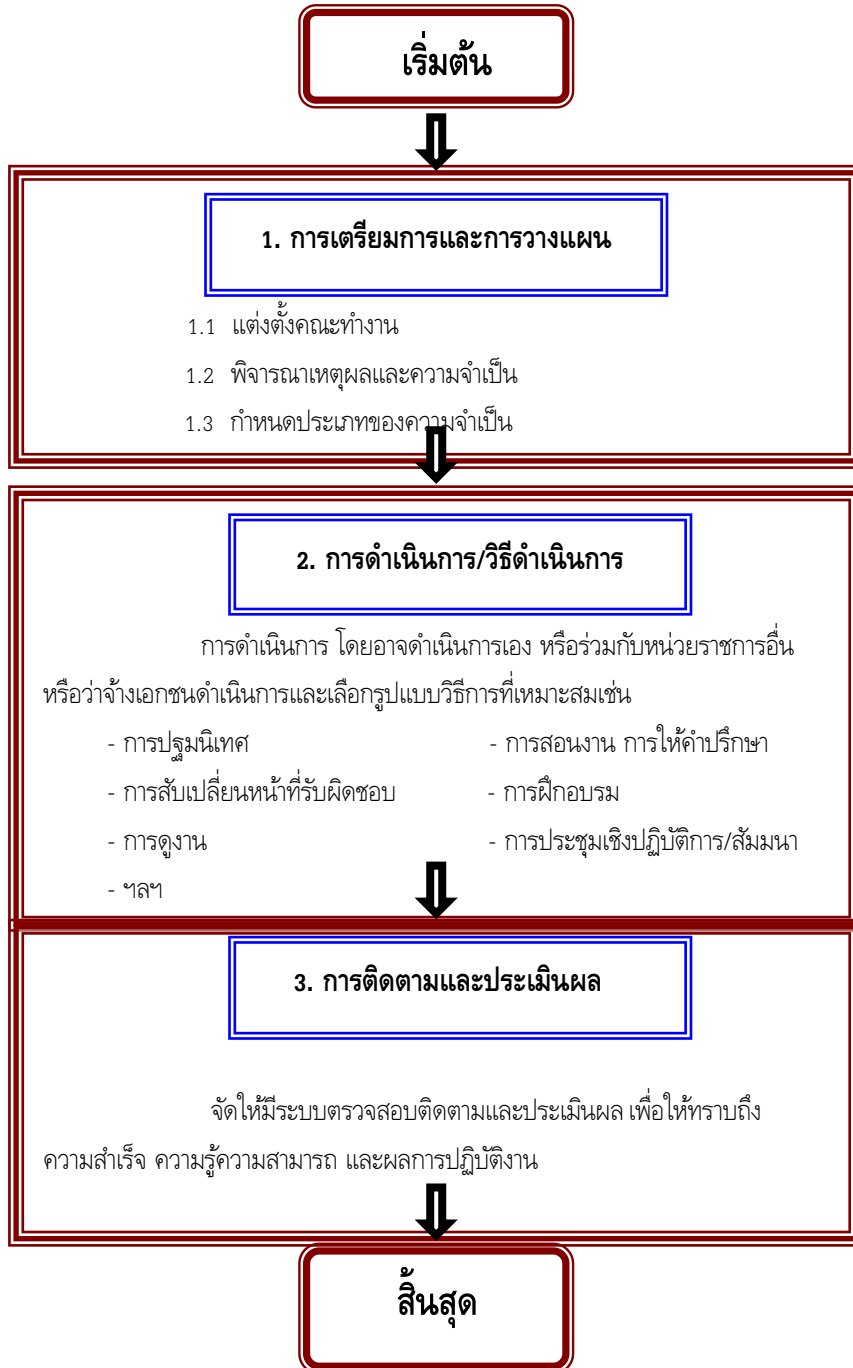 เริ่มต้น
1. การเตรียมการและการวางแผน
1.1 แต่งตั้งคณะทำงาน
1.2 พิจารณาเหตุผลและความจำเป็น
1.3 กำหนดประเภทของความจำเป็น
2. การดำเนินการ/วิธีดำเนินการ
การดำเนินการ โดยอาจดำเนินการเอง หรือร่วมกับหน่วยราชการอื่น
หรือว่าจ้างเอกชนดำเนินการและเลือกรูปแบบวิธีการที่เหมาะสมเช่น
- การปฐมนิเทศ - การสอนงาน การให้คำปรึกษา
- การสับเปลี่ยนหน้าที่รับผิดชอบ - การฝึกอบรม
- การดูงาน - การประชุมเชิงปฏิบัติการ/สัมมนา
- ฯลฯ
3. การติดตามและประเมินผล
จัดให้มีระบบตรวจสอบติดตามและประเมินผล เพื่อให้ทราบถึง
ความสำเร็จ ความรู้ความสามารถ และผลการปฏิบัติงาน
สิ้นสุด